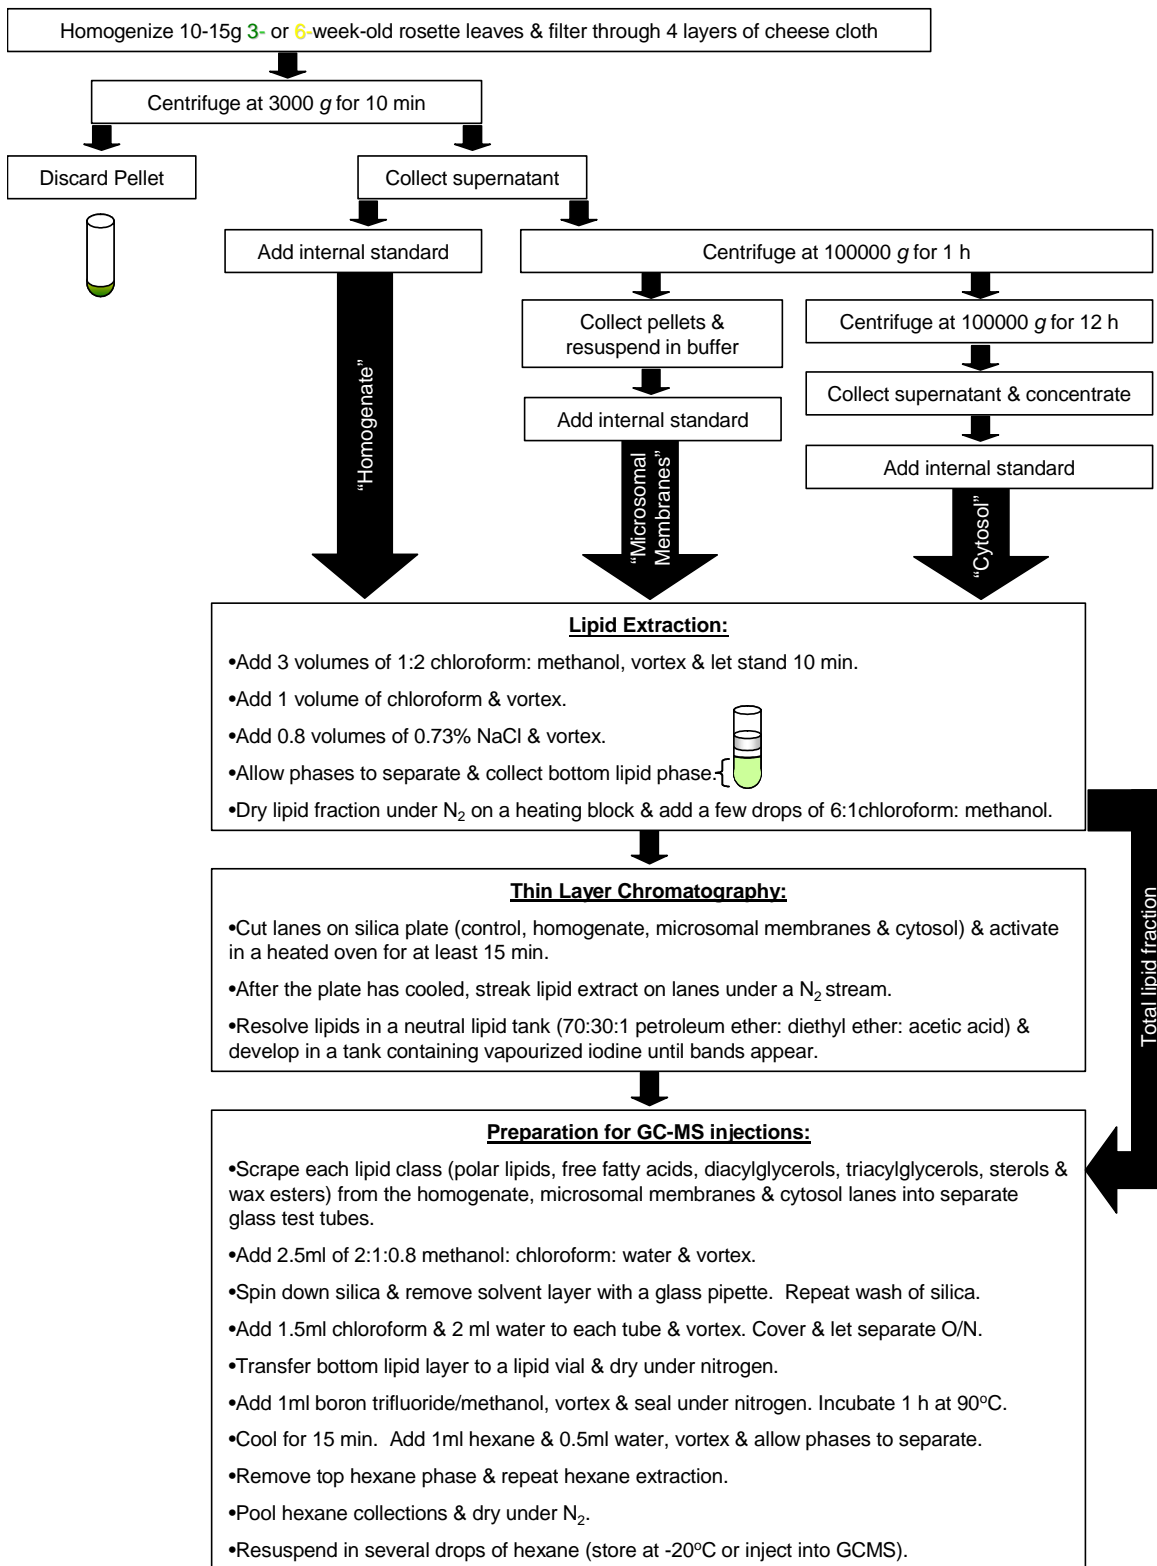 Homogenize 10-15g 3- or 6-week-old rosette leaves & filter through 4 layers of cheese cloth
Centrifuge at 3000 g for 10 min
Discard Pellet
Collect supernatant
Add internal standard
Centrifuge at 100000 g for 1 h
Collect pellets &
resuspend in buffer
Centrifuge at 100000 g for 12 h
Collect supernatant & concentrate
Add internal standard
Add internal standard
“Homogenate”
“Microsomal
Membranes”
“Cytosol”
Lipid Extraction:
•Add 3 volumes of 1:2 chloroform: methanol, vortex & let stand 10 min.
•Add 1 volume of chloroform & vortex.
•Add 0.8 volumes of 0.73% NaCl & vortex.
•Allow phases to separate & collect bottom lipid phase.
•Dry lipid fraction under N2 on a heating block & add a few drops of 6:1chloroform: methanol.
Total lipid fraction
Thin Layer Chromatography:
•Cut lanes on silica plate (control, homogenate, microsomal membranes & cytosol) & activate
in a heated oven for at least 15 min.
•After the plate has cooled, streak lipid extract on lanes under a N2 stream.
•Resolve lipids in a neutral lipid tank (70:30:1 petroleum ether: diethyl ether: acetic acid) &
develop in a tank containing vapourized iodine until bands appear.
Preparation for GC-MS injections:
•Scrape each lipid class (polar lipids, free fatty acids, diacylglycerols, triacylglycerols, sterols &
wax esters) from the homogenate, microsomal membranes & cytosol lanes into separate
glass test tubes.
•Add 2.5ml of 2:1:0.8 methanol: chloroform: water & vortex.
•Spin down silica & remove solvent layer with a glass pipette.  Repeat wash of silica.
•Add 1.5ml chloroform & 2 ml water to each tube & vortex. Cover & let separate O/N.
•Transfer bottom lipid layer to a lipid vial & dry under nitrogen.
•Add 1ml boron trifluoride/methanol, vortex & seal under nitrogen. Incubate 1 h at 90ºC.
•Cool for 15 min.  Add 1ml hexane & 0.5ml water, vortex & allow phases to separate.
•Remove top hexane phase & repeat hexane extraction.
•Pool hexane collections & dry under N2.
•Resuspend in several drops of hexane (store at -20ºC or inject into GCMS).